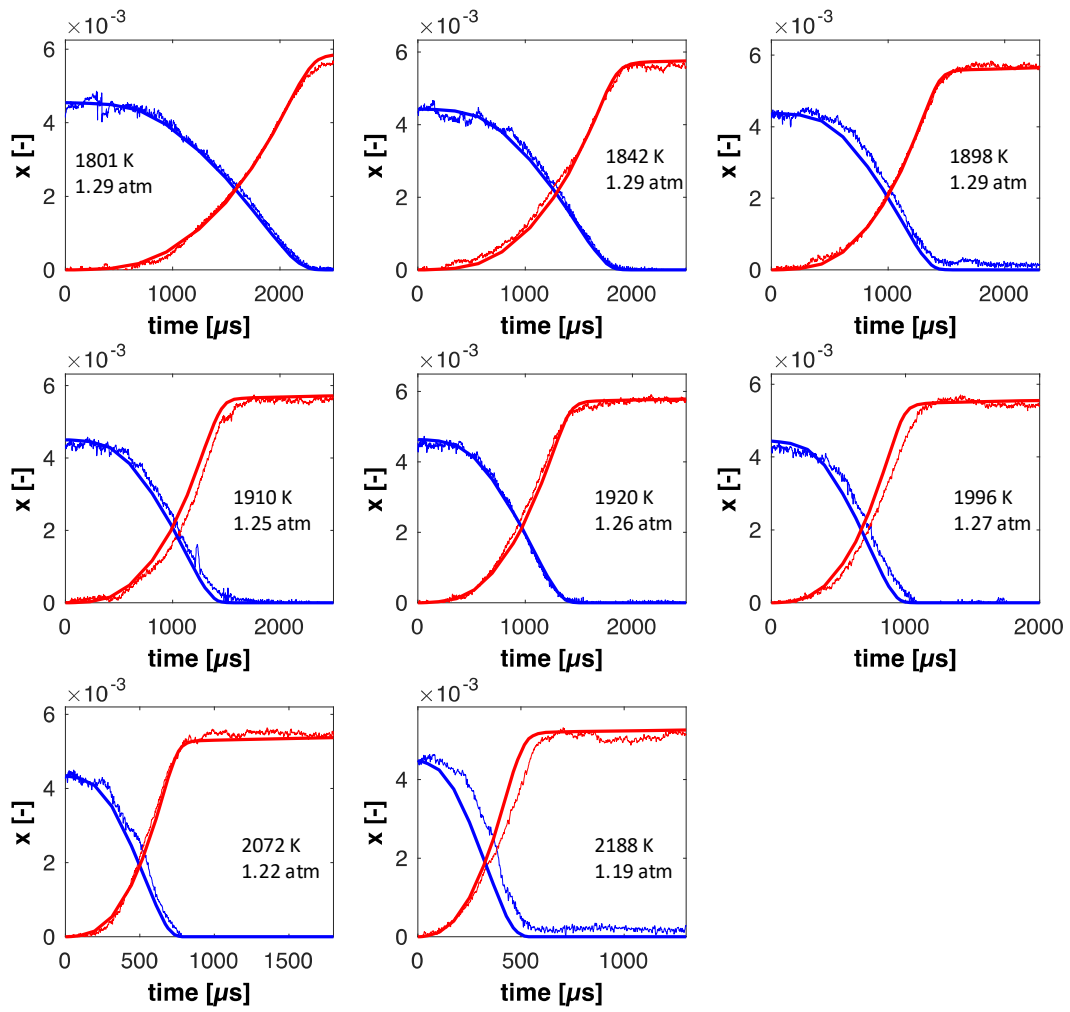 ×10⁻³ ×10⁻³ ×10⁻³
6 6 6
x [-] x [-] x [-]
4 4 4
1801 K 1842 K 1898 K
1.29 atm 1.29 atm 1.29 atm
2 2 2
0 0 0
0 1000 2000 0 1000 2000 0 1000 2000
time [µs] time [µs] time [µs]
×10⁻³ ×10⁻³ ×10⁻³
6 6 6
x [-] x [-] x [-]
4 4 4
1910 K 1920 K 1996 K
1.25 atm 1.26 atm 1.27 atm
2 2 2
0 0 0
0 1000 2000 0 1000 2000 0 1000 2000
time [µs] time [µs] time [µs]
×10⁻³ ×10⁻³
6
x [-] x [-]
4 4
2072 K 2188 K
1.22 atm 1.19 atm
2 2
0 0
0 500 1000 1500 0 500 1000
time [µs] time [µs]